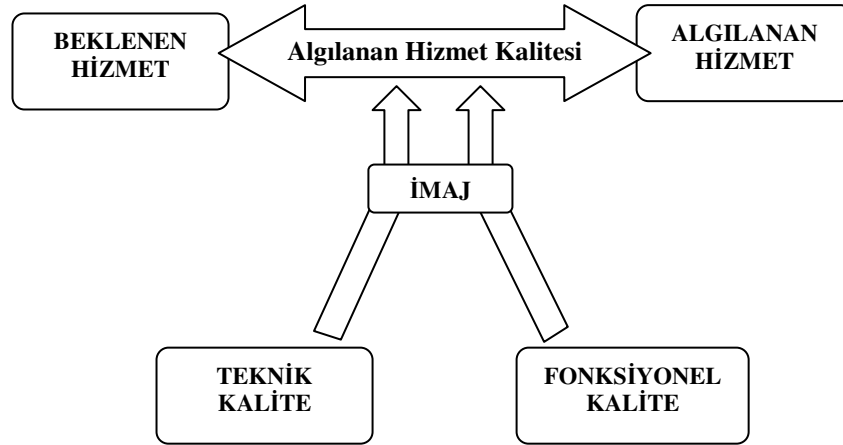 BEKLENEN
HİZMET
Algılanan Hizmet Kalitesi
ALGILANAN
HİZMET
İMAJ
TEKNİK
KALİTE
FONKSİYONEL
KALİTE